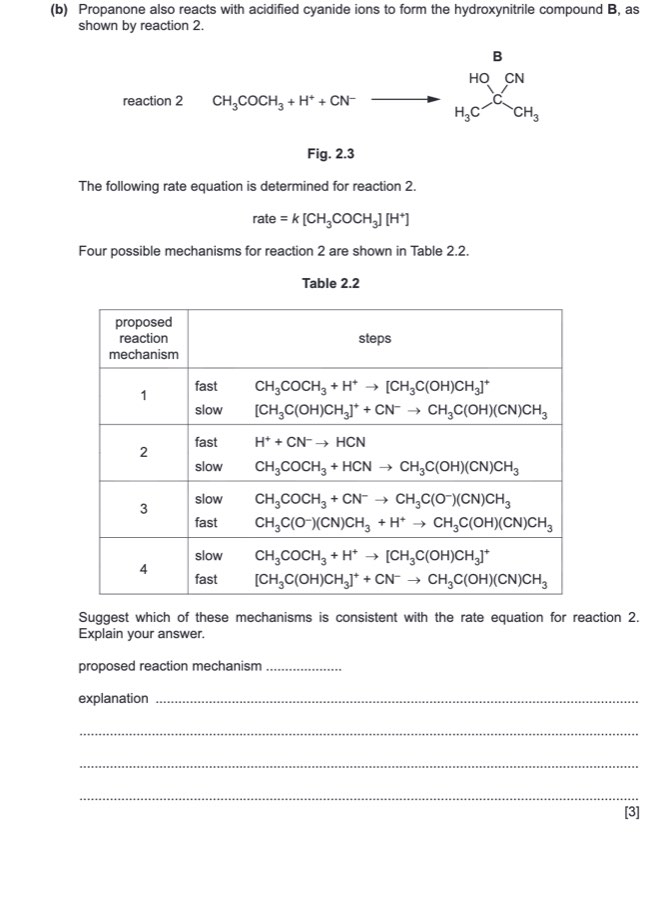 (b) Propanone also reacts with acidified cyanide ions to form the hydroxynitrile compound B, as
shown by reaction 2.
B
HO CN
reaction 2 CH₃COCH₃ + H⁺ + CN⁻ ⟶ C
H₃C CH₃
Fig. 2.3
The following rate equation is determined for reaction 2.
rate = k [CH₃COCH₃] [H⁺]
Four possible mechanisms for reaction 2 are shown in Table 2.2.
Table 2.2
proposed
reaction
mechanism
steps
1
fast CH₃COCH₃ + H⁺ → [CH₃C(OH)CH₃]⁺
slow [CH₃C(OH)CH₃]⁺ + CN⁻ → CH₃C(OH)(CN)CH₃
2
fast H⁺ + CN⁻ → HCN
slow CH₃COCH₃ + HCN → CH₃C(OH)(CN)CH₃
3
slow CH₃COCH₃ + CN⁻ → CH₃C(O⁻)(CN)CH₃
fast CH₃C(O⁻)(CN)CH₃ + H⁺ → CH₃C(OH)(CN)CH₃
4
slow CH₃COCH₃ + H⁺ → [CH₃C(OH)CH₃]⁺
fast [CH₃C(OH)CH₃]⁺ + CN⁻ → CH₃C(OH)(CN)CH₃
Suggest which of these mechanisms is consistent with the rate equation for reaction 2.
Explain your answer.
proposed reaction mechanism ....................
explanation ....................
[3]